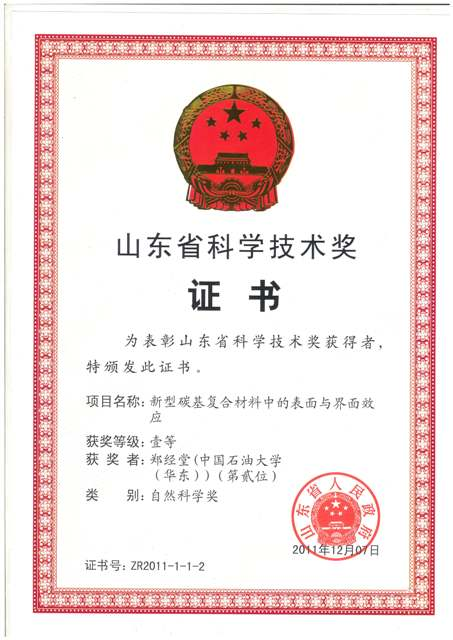 山东省科学技术奖
证书
为表彰山东省科学技术奖获得者，
特颁发此证书。
项目名称：新型碳基复合材料中的表面与界面效
应
获奖等级：壹等
获奖者：郑经堂（中国石油大学
（华东））（第贰位）
类别：自然科学奖
山东省人民政府
2011年12月07日
证书号：ZR2011-1-1-2